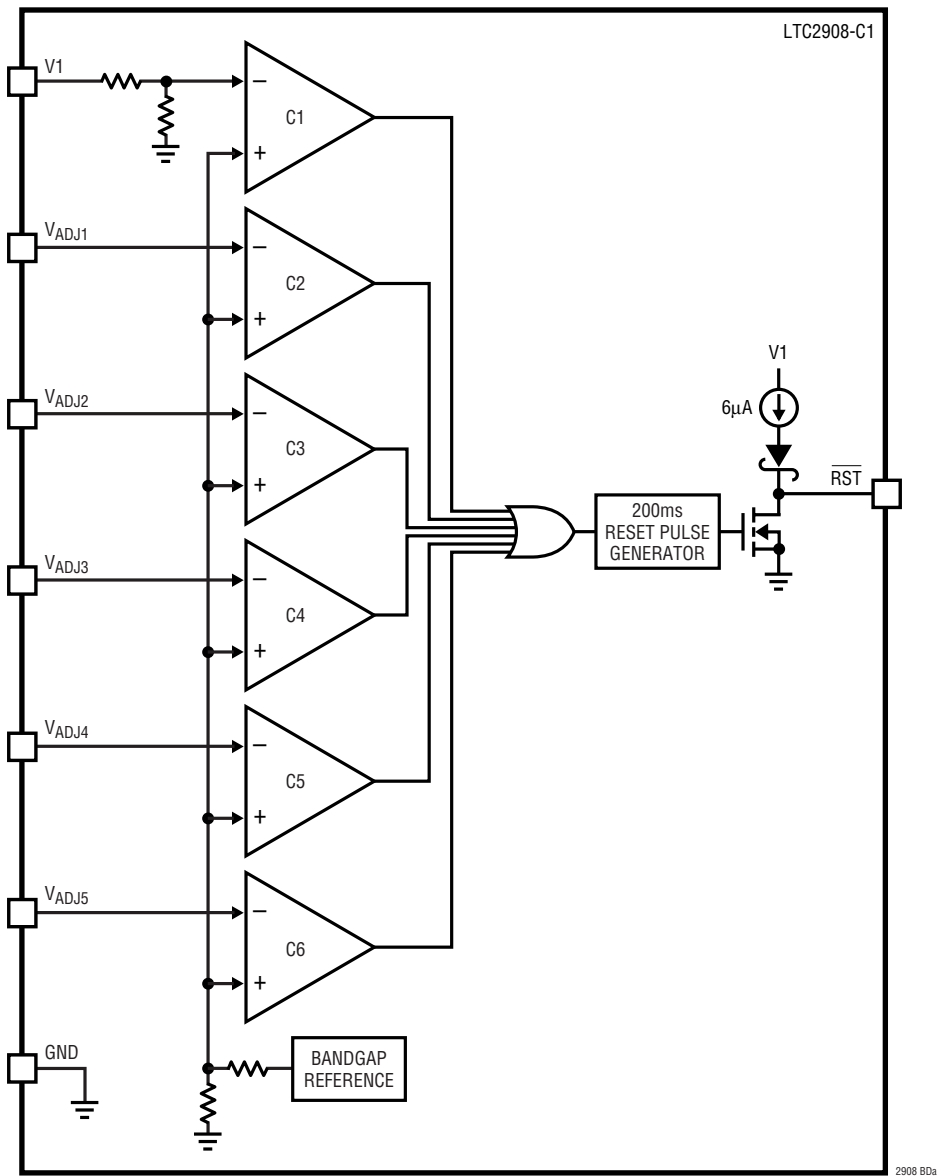 LTC2908-C1
V1
–
C1
+
VADJ1
–
C2
+
VADJ2
–
C3
+
VADJ3
–
C4
+
VADJ4
–
C5
+
VADJ5
–
C6
+
GND
BANDGAP
REFERENCE
200ms
RESET PULSE
GENERATOR
V1
6µA
RST
2908 BDa